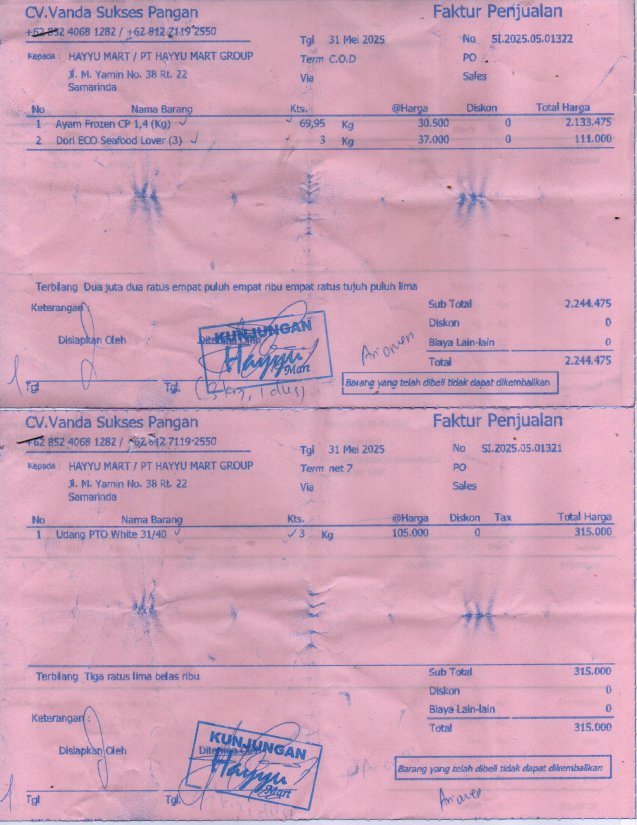 CV.Vanda Sukses Pangan Faktur Penjualan
+62 852 4068 1282 / +62 812 7119 2550
Tgl 31 Mei 2025 No SI.2025.05.01322
Kepada : HAYYU MART / PT HAYYU MART GROUP Term C.O.D PO
Jl. M. Yamin No. 38 Rt. 22 Via Sales
Samarinda
No Nama Barang Kts. @Harga Diskon Total Harga
1 Ayam Frozen CP 1,4 (Kg) 69,95 Kg 30.500 0 2.133.475
2 Dori ECO Seafood Lover (3) 3 Kg 37.000 0 111.000
Terbilang Dua juta dua ratus empat puluh empat ribu empat ratus tujuh puluh lima
Sub Total 2.244.475
Keterangan :
Diskon 0
Disiapkan Oleh
Biaya Lain-lain 0
KUNJUNGAN
Hayyu Mart
Total 2.244.475
Tgl Tgl.
Barang yang telah dibeli tidak dapat dikembalikan
CV.Vanda Sukses Pangan Faktur Penjualan
+62 852 4068 1282 / +62 812 7119-2550
Tgl 31 Mei 2025 No SI.2025.05.01321
Kepada : HAYYU MART / PT HAYYU MART GROUP Term net 7 PO
Jl. M. Yamin No. 38 Rt. 22 Via Sales
Samarinda
No Nama Barang Kts. @Harga Diskon Tax Total Harga
1 Udang PTO White 31/40 3 Kg 105.000 0 315.000
Terbilang Tiga ratus lima belas ribu
Sub Total 315.000
Diskon 0
Keterangan :
Biaya Lain-lain 0
Total 315.000
Disiapkan Oleh
KUNJUNGAN
Hayyu Mart
Barang yang telah dibeli tidak dapat dikembalikan
Tgl Tgl.